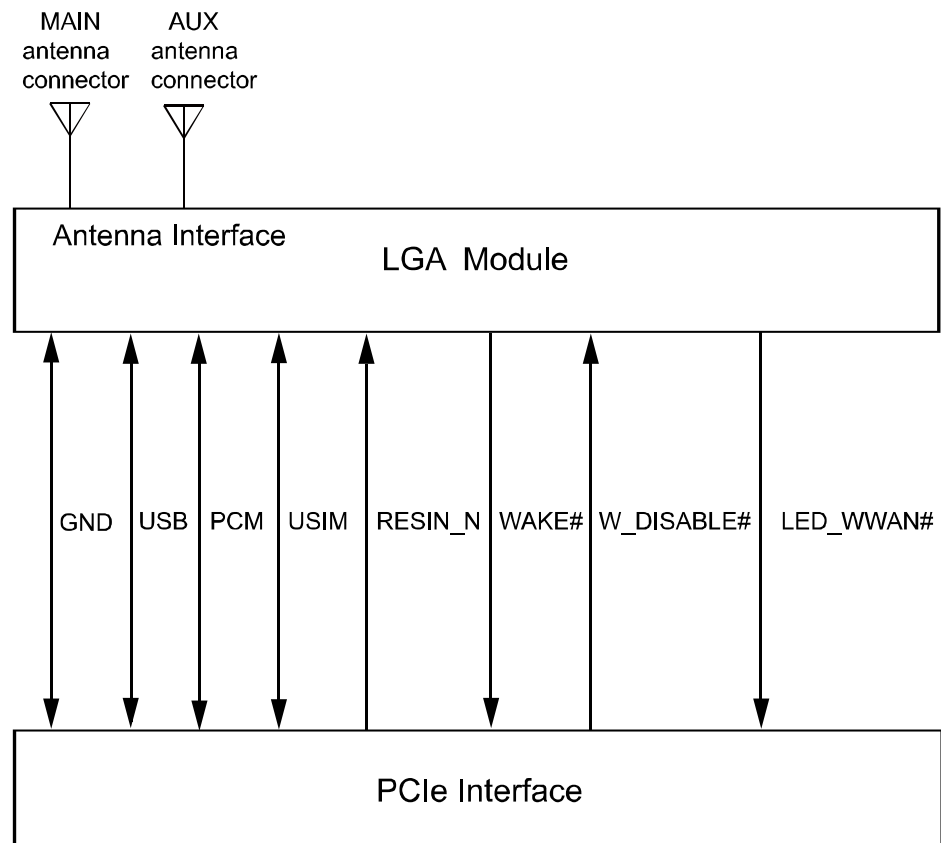 MAIN
antenna
connector
AUX
antenna
connector
Antenna Interface
LGA Module
GND
USB
PCM
USIM
RESIN_N
WAKE#
W_DISABLE#
LED_WWAN#
PCIe Interface